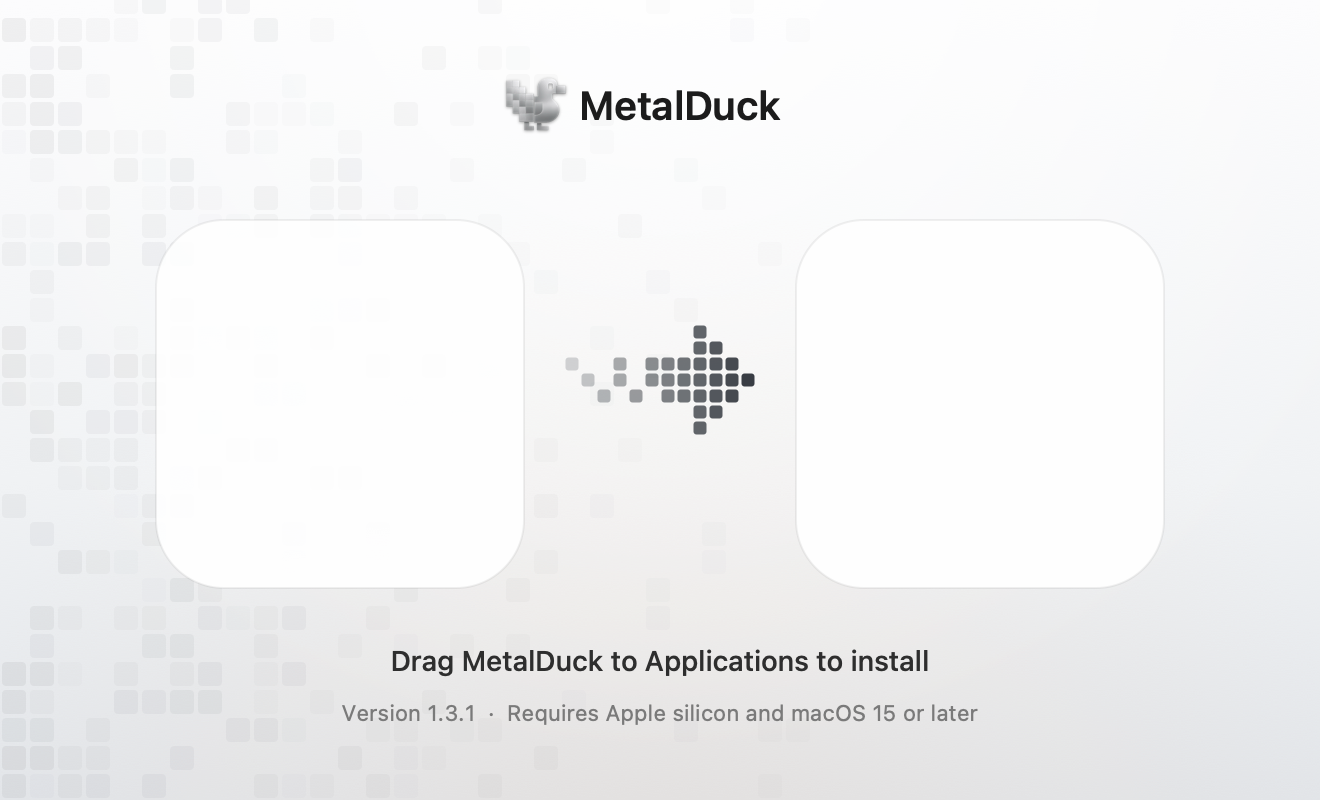 MetalDuck
Drag MetalDuck to Applications to install
Version 1.3.1 · Requires Apple silicon and macOS 15 or later